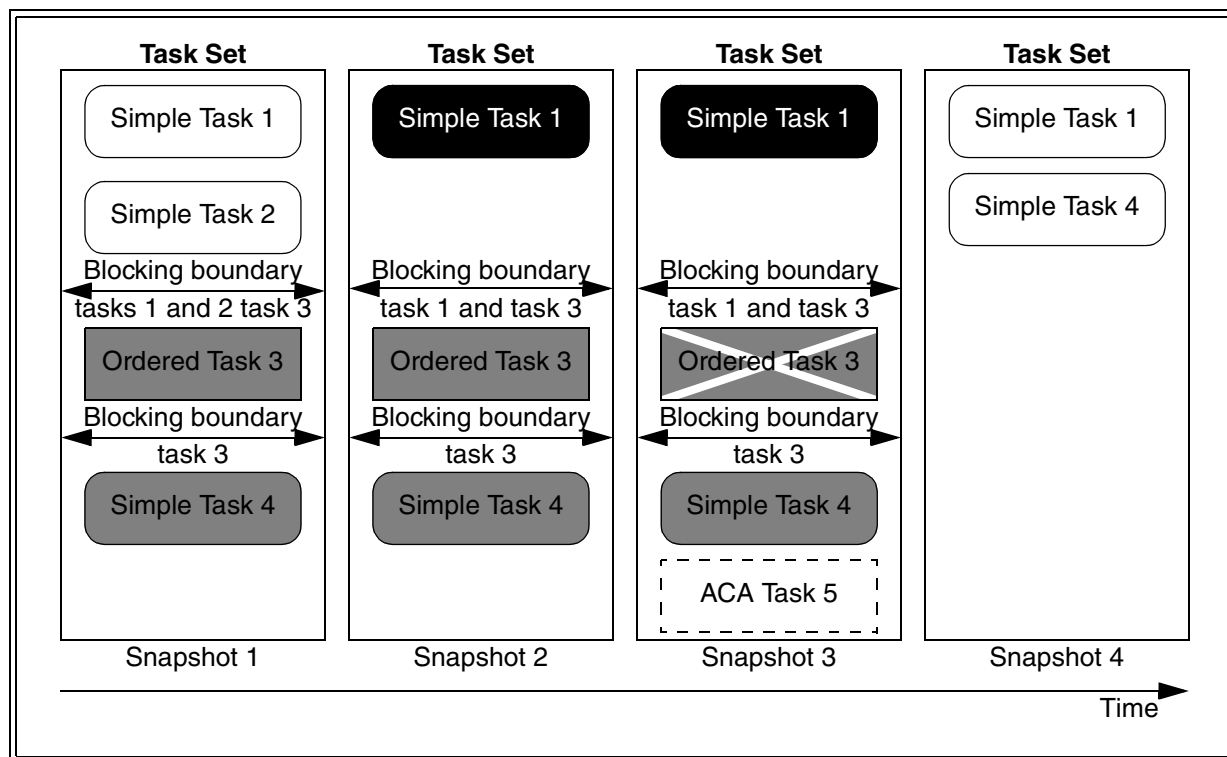 Task Set
Simple Task 1
Simple Task 2
Blocking boundary
tasks 1 and 2 task 3
Ordered Task 3
Blocking boundary
task 3
Simple Task 4
Snapshot 1
Task Set
Simple Task 1
Blocking boundary
task 1 and task 3
Ordered Task 3
Blocking boundary
task 3
Simple Task 4
Snapshot 2
Task Set
Simple Task 1
Blocking boundary
task 1 and task 3
Ordered Task 3
Blocking boundary
task 3
Simple Task 4
ACA Task 5
Snapshot 3
Task Set
Simple Task 1
Simple Task 4
Snapshot 4
Time